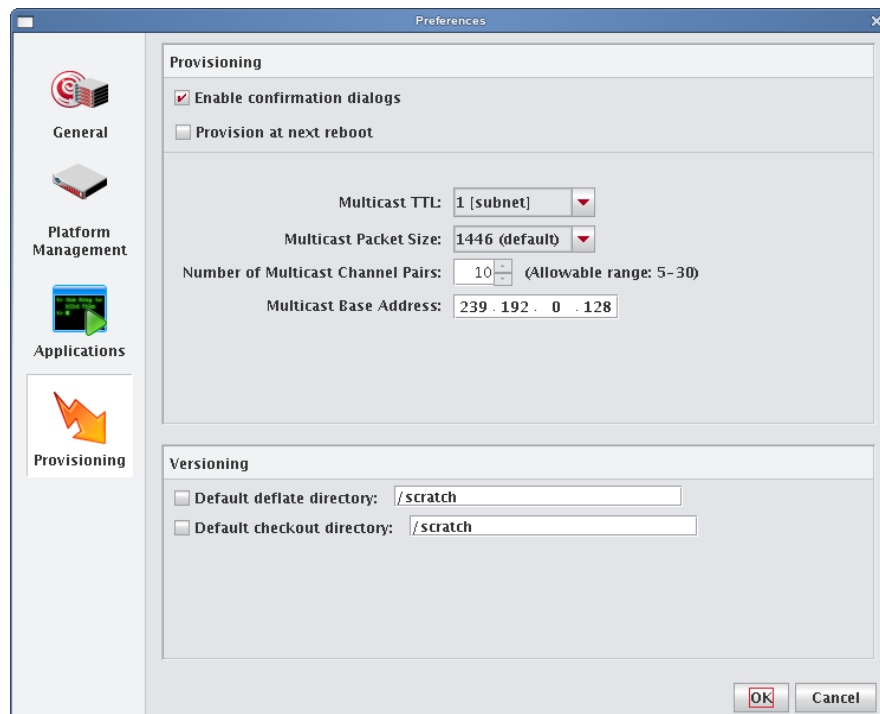 Preferences
General
Platform
Management
Applications
Provisioning
Provisioning
Enable confirmation dialogs
Provision at next reboot
Multicast TTL: 1 [subnet]
Multicast Packet Size: 1446 (default)
Number of Multicast Channel Pairs: 10 (Allowable range: 5-30)
Multicast Base Address: 239 . 192 . 0 . 128
Versioning
Default deflate directory: /scratch
Default checkout directory: /scratch
OK Cancel